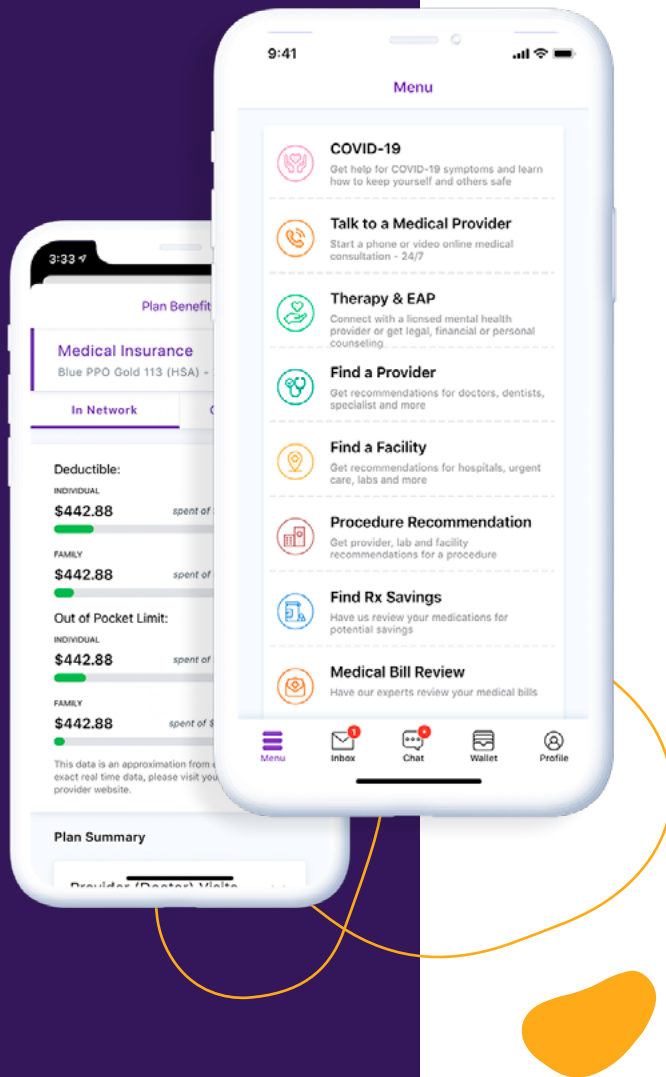 9:41
Menu
COVID-19
Get help for COVID-19 symptoms and learn
how to keep yourself and others safe
Talk to a Medical Provider
Start a phone or video online medical
consultation - 24/7
Therapy & EAP
Connect with a licnsed mental health
provider or get legal, financial or personal
counseling
Find a Provider
Get recommendations for doctors, dentists,
specialist and more
Find a Facility
Get recommendations for hospitals, urgent
care, labs and more
Procedure Recommendation
Get provider, lab and facility
recommendations for a procedure
Find Rx Savings
Have us review your medications for
potential savings
Medical Bill Review
Have our experts review your medical bills
1
Menu
Inbox
Chat
Wallet
Profile
3:33
Plan Benefit
Medical Insurance
Blue PPO Gold 113 (HSA) -
In Network
Deductible:
INDIVIDUAL
$442.88
spent of
FAMILY
$442.88
spent of
Out of Pocket Limit:
INDIVIDUAL
$442.88
spent of
FAMILY
$442.88
spent of $
This data is an approximation from
exact real time data, please visit
provider website.
Plan Summary
Provider (Doctor) Visits